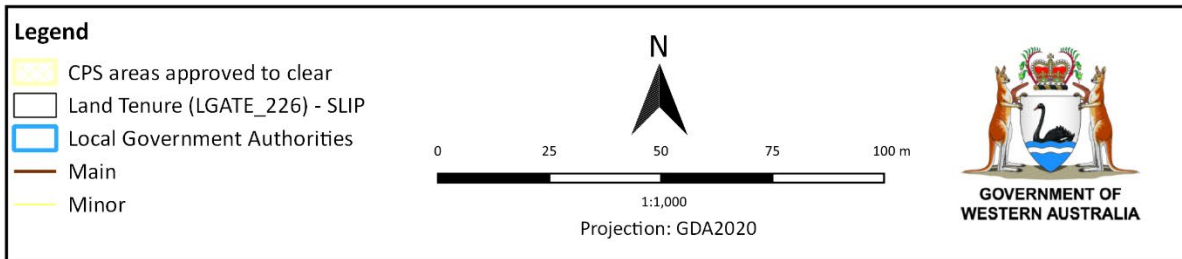 Legend
CPS areas approved to clear
Land Tenure (LGATE_226) - SLIP
Local Government Authorities
Main
Minor
N
0 25 50 75 100 m
1:1,000
Projection: GDA2020
GOVERNMENT OF
WESTERN AUSTRALIA